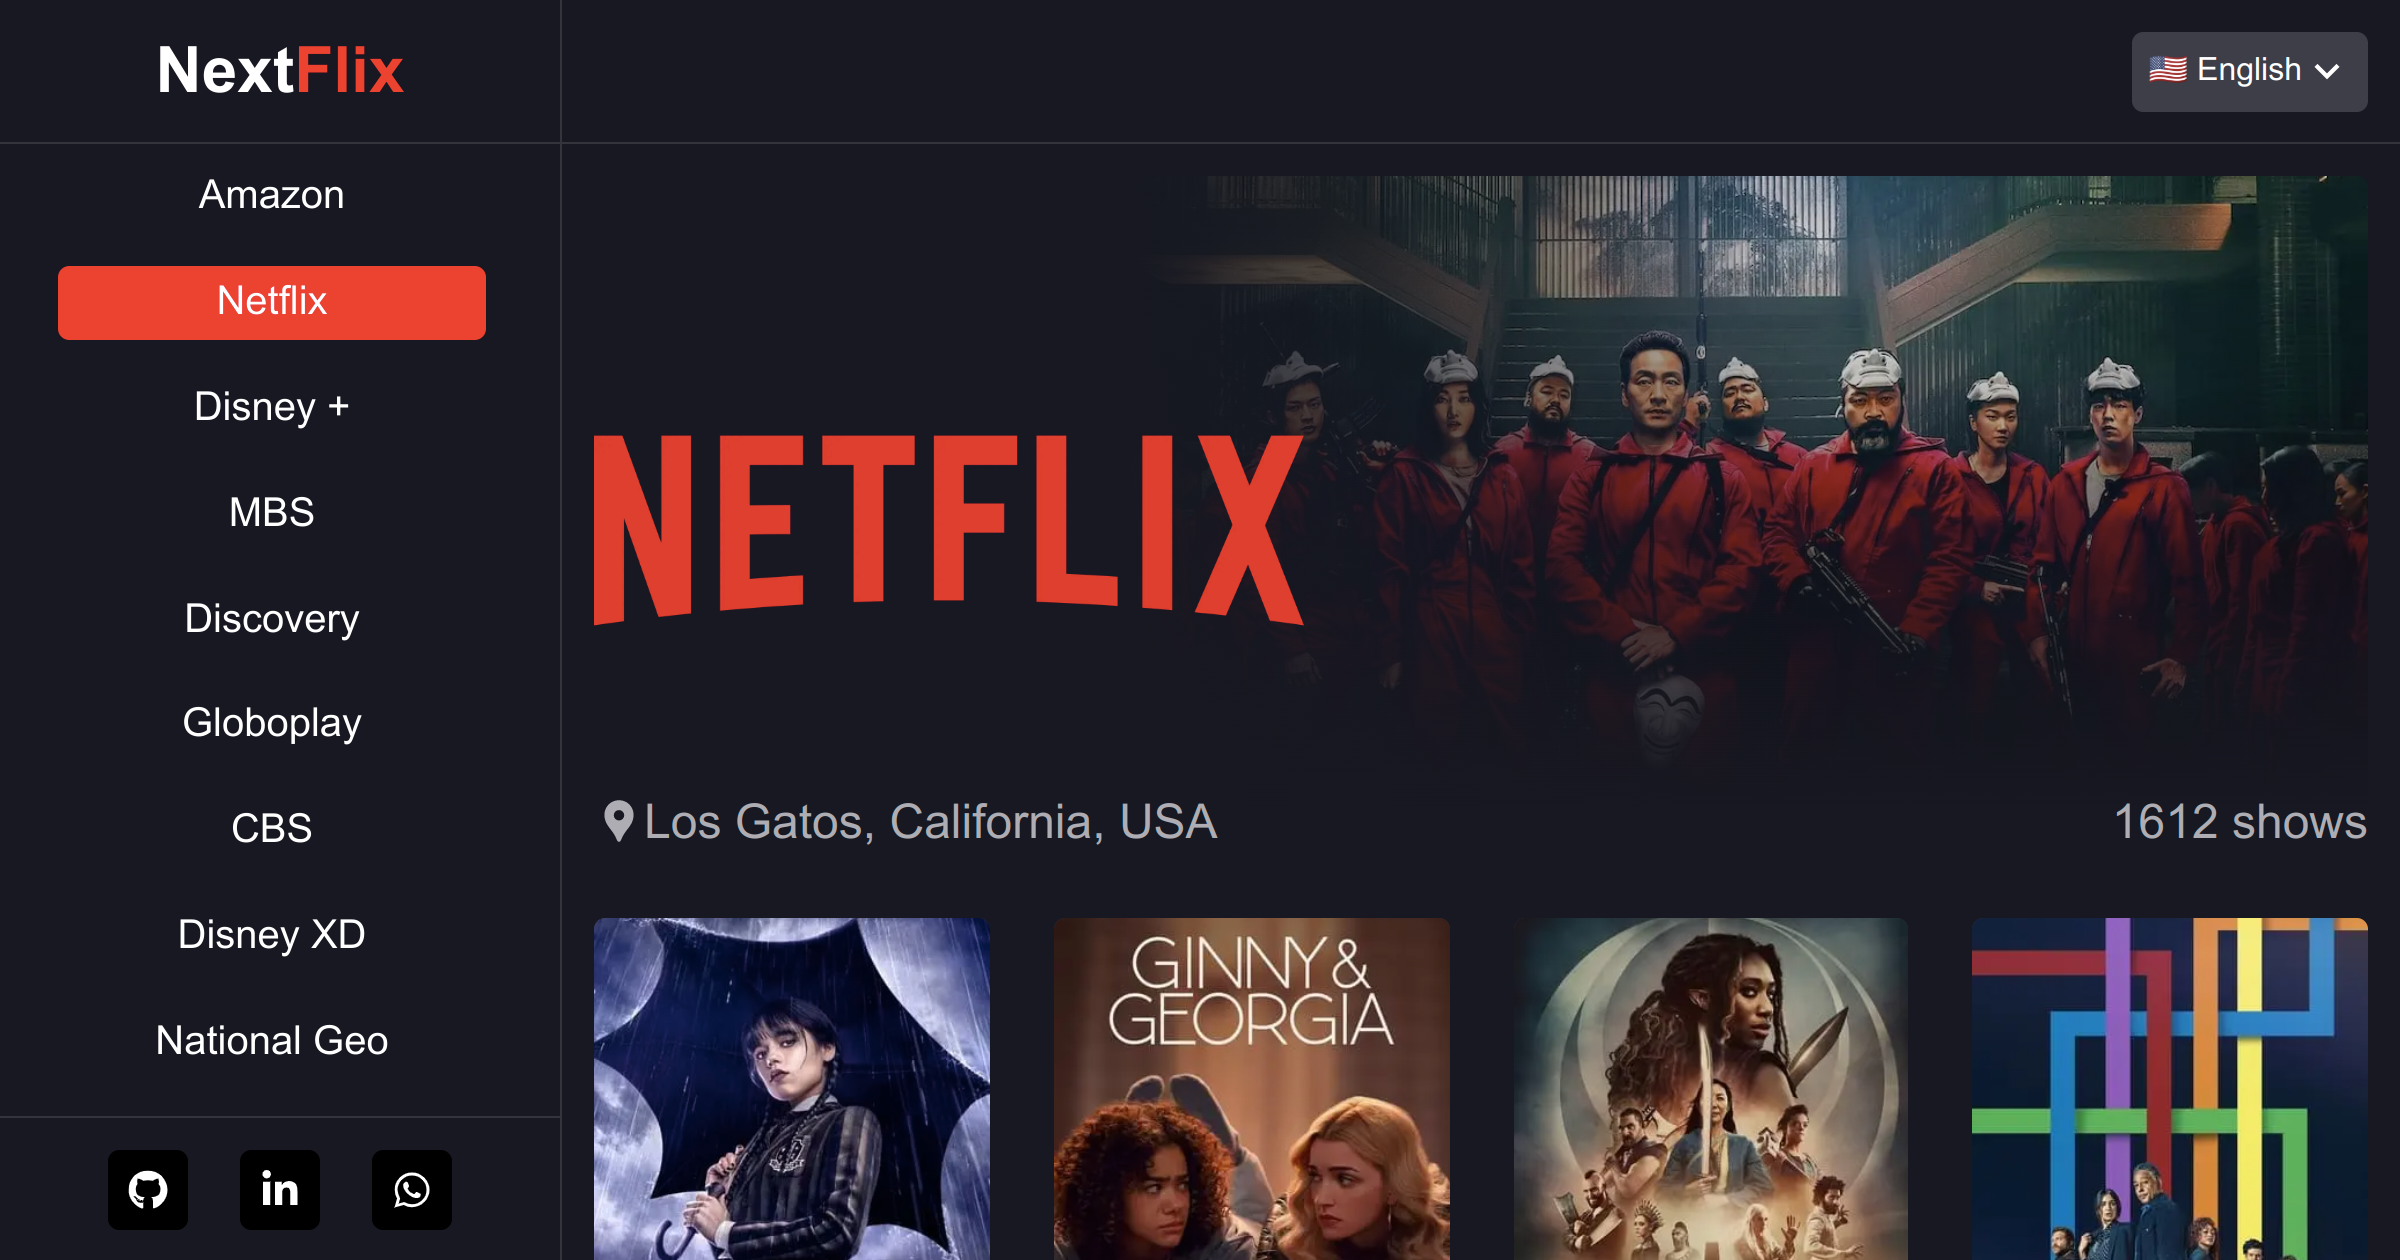 NextFlix
English
Amazon
Netflix
Disney +
MBS
Discovery
Globoplay
CBS
Disney XD
National Geo
NETFLIX
Los Gatos, California, USA
1612 shows
GINNY &
GEORGIA
in